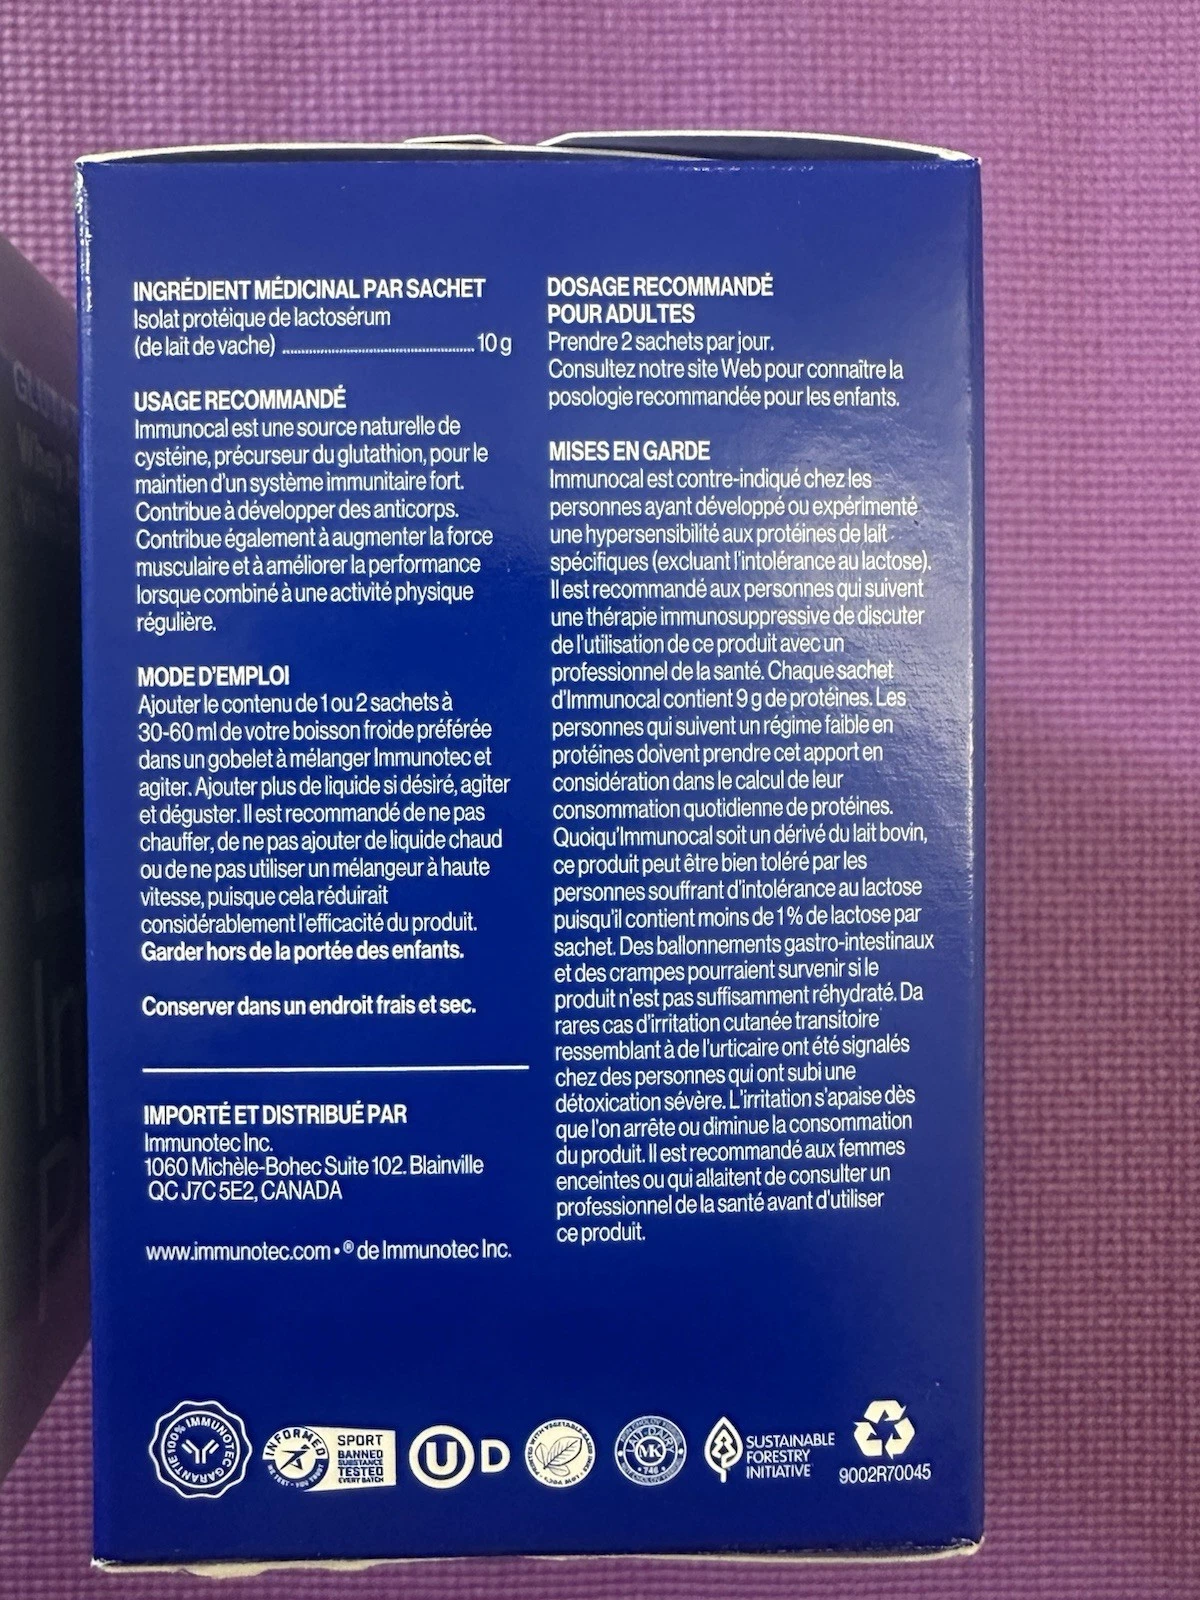 INGRÉDIENT MÉDICINAL PAR SACHET
Isolat protéique de lactosérum
(de lait de vache) ........................................ 10 g
USAGE RECOMMANDÉ
Immunocal est une source naturelle de
cystéine, précurseur du glutathion, pour le
maintien d'un système immunitaire fort.
Contribue à développer des anticorps.
Contribue également à augmenter la force
musculaire et à améliorer la performance
lorsque combiné à une activité physique
régulière.
MODE D'EMPLOI
Ajouter le contenu de 1 ou 2 sachets à
30-60 ml de votre boisson froide préférée
dans un gobelet à mélanger Immunotec et
agiter. Ajouter plus de liquide si désiré, agiter
et déguster. Il est recommandé de ne pas
chauffer, de ne pas ajouter de liquide chaud
ou de ne pas utiliser un mélangeur à haute
vitesse, puisque cela réduirait
considérablement l'efficacité du produit.
Garder hors de la portée des enfants.
Conserver dans un endroit frais et sec.
IMPORTÉ ET DISTRIBUÉ PAR
Immunotec Inc.
1060 Michèle-Bohec Suite 102. Blainville
QC J7C 5E2, CANADA
www.immunotec.com • ® de Immunotec Inc.
DOSAGE RECOMMANDÉ
POUR ADULTES
Prendre 2 sachets par jour.
Consultez notre site Web pour connaître la
posologie recommandée pour les enfants.
MISES EN GARDE
Immunocal est contre-indiqué chez les
personnes ayant développé ou expérimenté
une hypersensibilité aux protéines de lait
spécifiques (excluant l'intolérance au lactose).
Il est recommandé aux personnes qui suivent
une thérapie immunosuppressive de discuter
de l'utilisation de ce produit avec un
professionnel de la santé. Chaque sachet
d'Immunocal contient 9 g de protéines. Les
personnes qui suivent un régime faible en
protéines doivent prendre cet apport en
considération dans le calcul de leur
consommation quotidienne de protéines.
Quoiqu'Immunocal soit un dérivé du lait bovin,
ce produit peut être bien toléré par les
personnes souffrant d'intolérance au lactose
puisqu'il contient moins de 1 % de lactose par
sachet. Des ballonnements gastro-intestinaux
et des crampes pourraient survenir si le
produit n'est pas suffisamment réhydraté. Da
rares cas d'irritation cutanée transitoire
ressemblant à de l'urticaire ont été signalés
chez des personnes qui ont subi une
détoxication sévère. L'irritation s'apaise dès
que l'on arrête ou diminue la consommation
du produit. Il est recommandé aux femmes
enceintes ou qui allaitent de consulter un
professionnel de la santé avant d'utiliser
ce produit.
IMMUNOTEC GARANTIE 100%
INFORMED
WE TEST • YOU TRUST
SPORT
BANNED
SUBSTANCE
TESTED
EVERY BATCH
U D
MK
746
SUSTAINABLE
FORESTRY
INITIATIVE
9002R70045